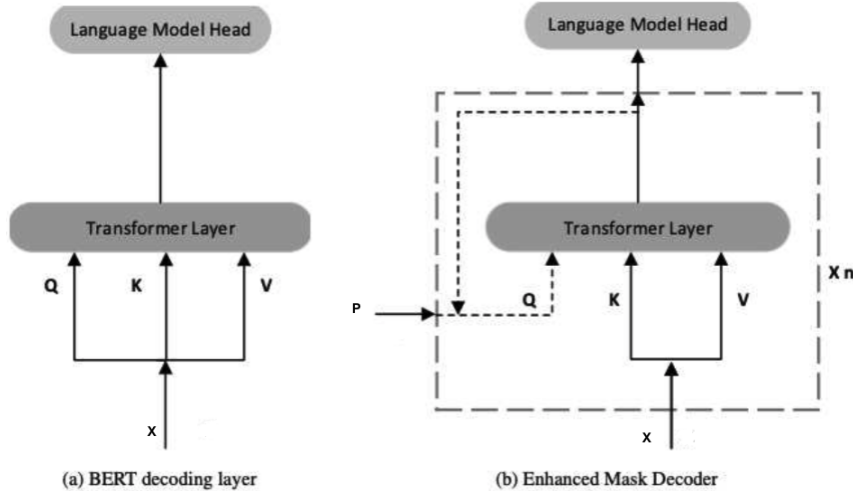 Language Model Head
Transformer Layer
Q
K
V
X
(a) BERT decoding layer
Language Model Head
Transformer Layer
Q
K
V
X n
P
X
(b) Enhanced Mask Decoder